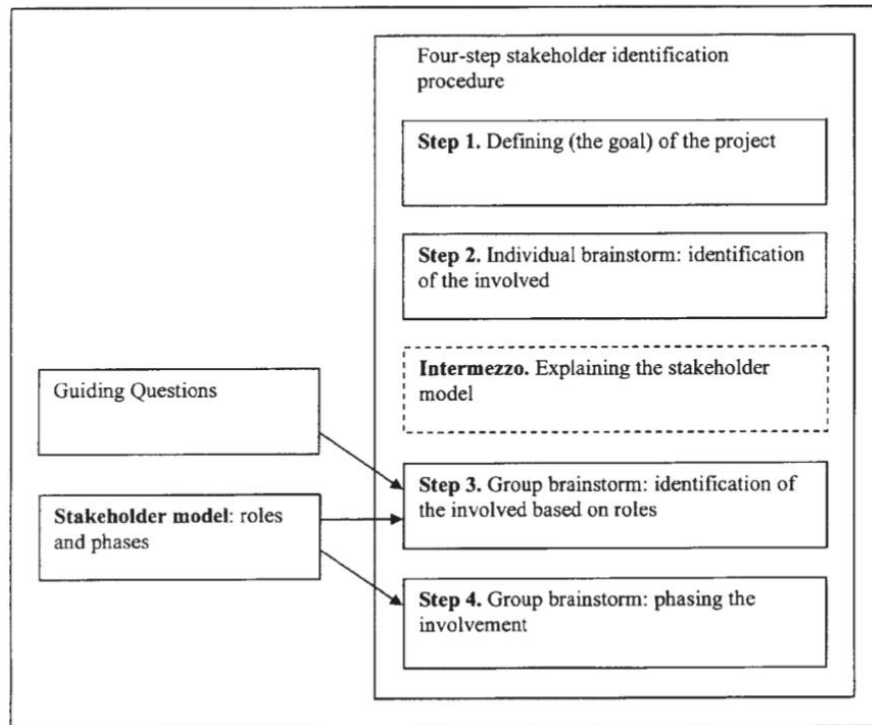 Four-step stakeholder identification
procedure
Step 1. Defining (the goal) of the project
Step 2. Individual brainstorm: identification
of the involved
Intermezzo. Explaining the stakeholder
model
Guiding Questions
Step 3. Group brainstorm: identification of
the involved based on roles
Stakeholder model: roles
and phases
Step 4. Group brainstorm: phasing the
involvement